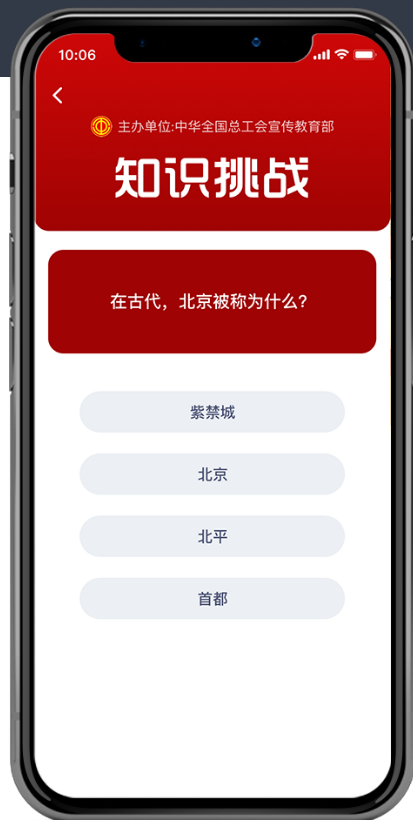 10:06
主办单位:中华全国总工会宣传教育部
知识挑战
在古代，北京被称为什么?
紫禁城
北京
北平
首都